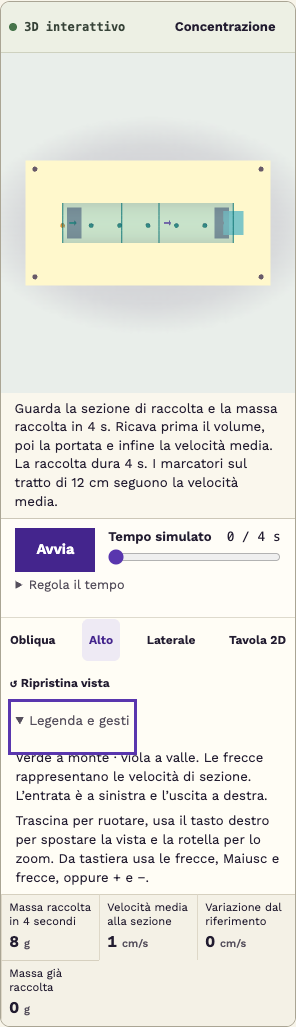 3D interattivo
Concentrazione
Guarda la sezione di raccolta e la massa
raccolta in 4 s. Ricava prima il volume,
poi la portata e infine la velocità media.
La raccolta dura 4 s. I marcatori sul
tratto di 12 cm seguono la velocità
media.
Avvia
Tempo simulato 0 / 4 s
▶ Regola il tempo
Obliqua Alto Laterale Tavola 2D
↺ Ripristina vista
▼ Legenda e gesti
Verde a monte · viola a valle. Le frecce
rappresentano le velocità di sezione.
L’entrata è a sinistra e l’uscita a destra.
Trascina per ruotare, usa il tasto destro
per spostare la vista e la rotella per lo
zoom. Da tastiera usa le frecce, Maiusc e
frecce, oppure + e −.
Massa raccolta
in 4 secondi
8 g
Velocità media
alla sezione
1 cm/s
Variazione dal
riferimento
0 cm/s
Massa già
raccolta
0 g